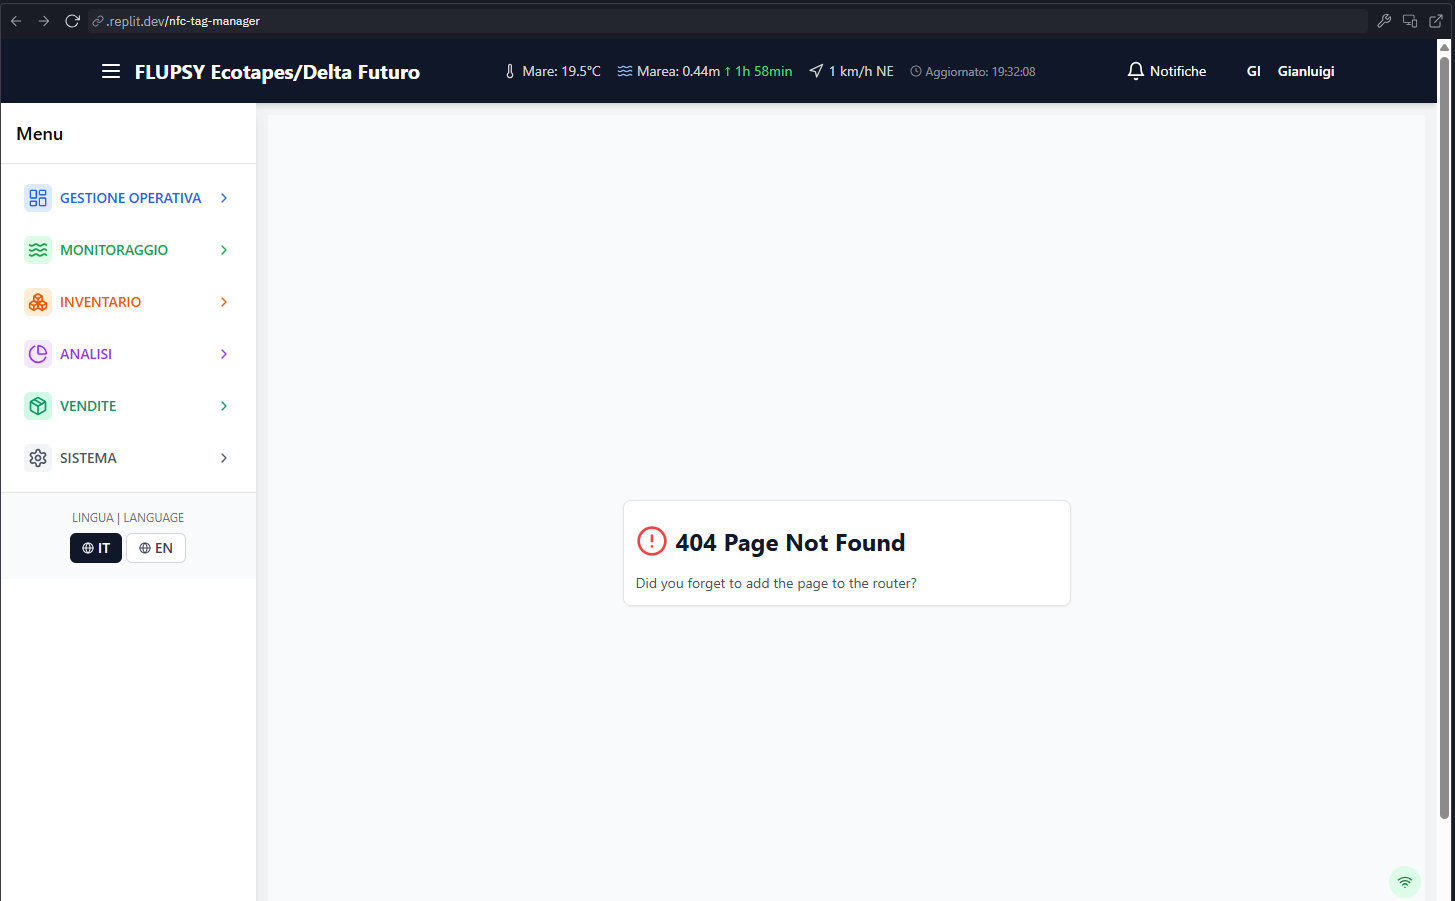 .replit.dev/nfc-tag-manager
FLUPSY Ecotapes/Delta Futuro
Mare: 19.5°C
Marea: 0.44m ↑ 1h 58min
1 km/h NE
Aggiornato: 19:32:08
Notifiche
GI
Gianluigi
Menu
GESTIONE OPERATIVA
MONITORAGGIO
INVENTARIO
ANALISI
VENDITE
SISTEMA
LINGUA | LANGUAGE
IT
EN
404 Page Not Found
Did you forget to add the page to the router?